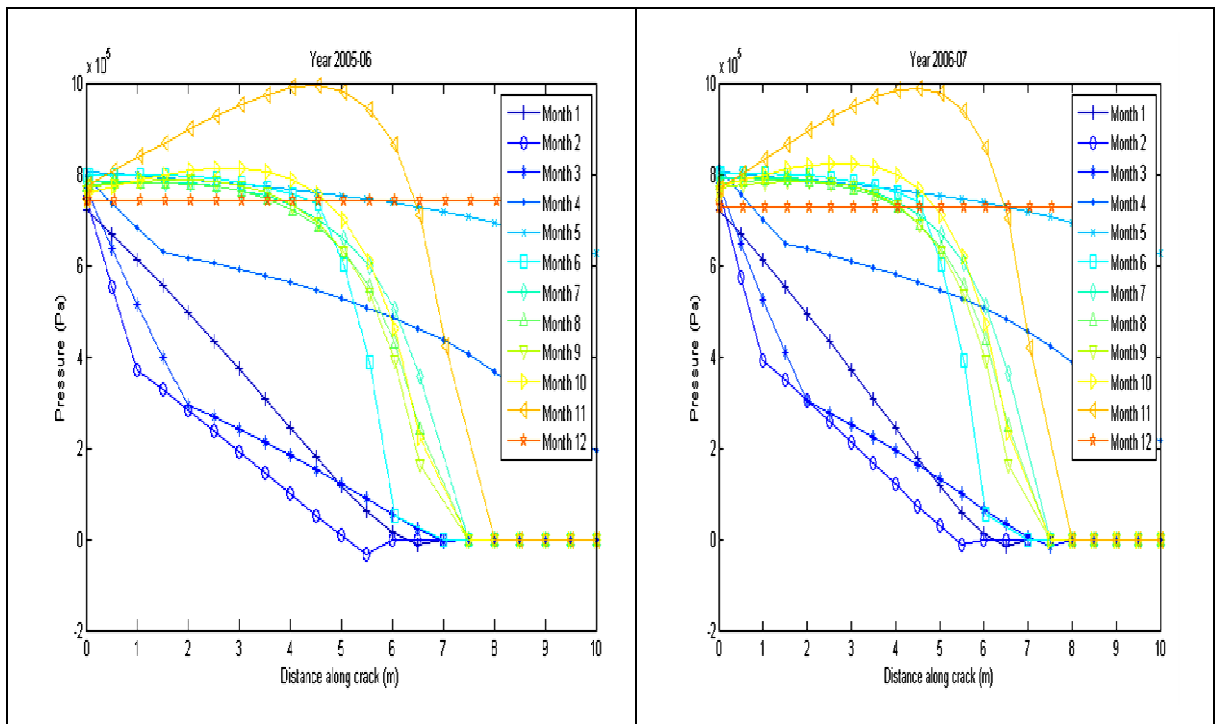 x 10^5
Year 2005-06
10
8
6
4
2
0
-2
Pressure (Pa)
0 1 2 3 4 5 6 7 8 9 10
Distance along crack (m)
Month 1
Month 2
Month 3
Month 4
Month 5
Month 6
Month 7
Month 8
Month 9
Month 10
Month 11
Month 12
x 10^5
Year 2006-07
10
8
6
4
2
0
-2
Pressure (Pa)
0 1 2 3 4 5 6 7 8 9 10
Distance along crack (m)
Month 1
Month 2
Month 3
Month 4
Month 5
Month 6
Month 7
Month 8
Month 9
Month 10
Month 11
Month 12